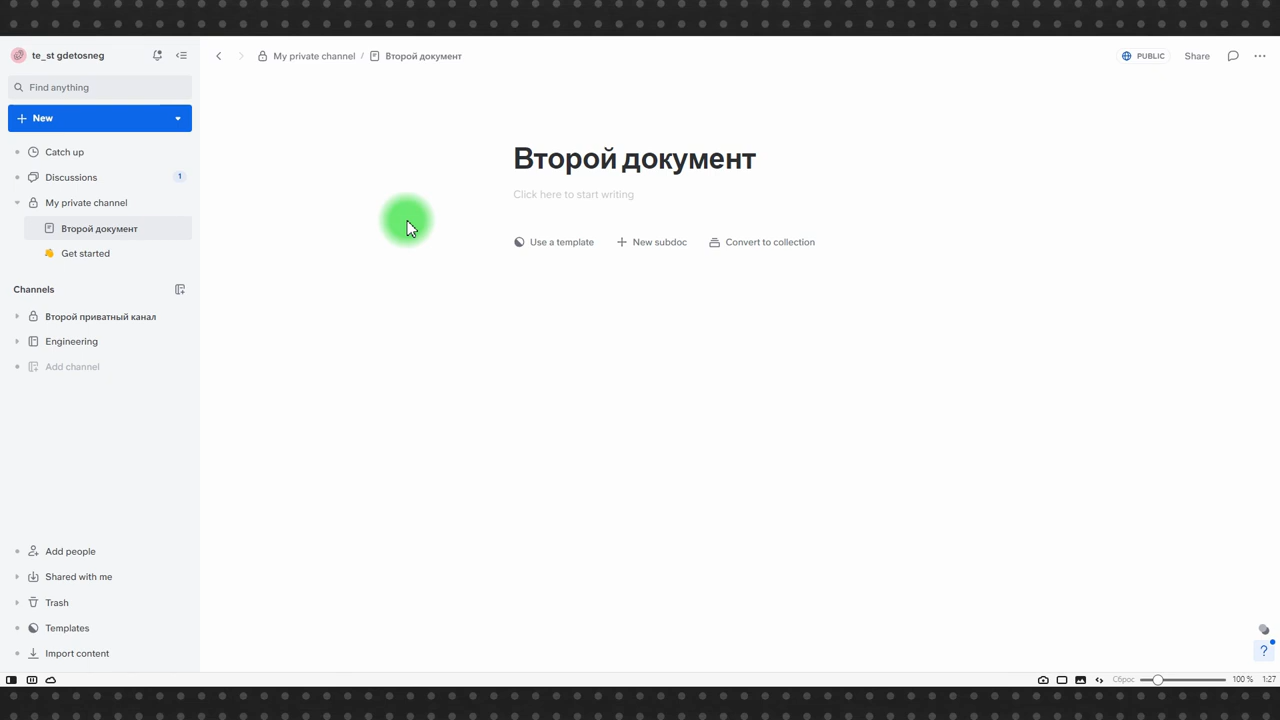 te_st gdetosneg
Find anything
New
Catch up
Discussions 1
My private channel
Второй документ
Get started
Channels
Второй приватный канал
Engineering
Add channel
Add people
Shared with me
Trash
Templates
Import content
My private channel / Второй документ
PUBLIC
Share
Второй документ
Click here to start writing
Use a template
New subdoc
Convert to collection
?
Сброс 100 % 1:27